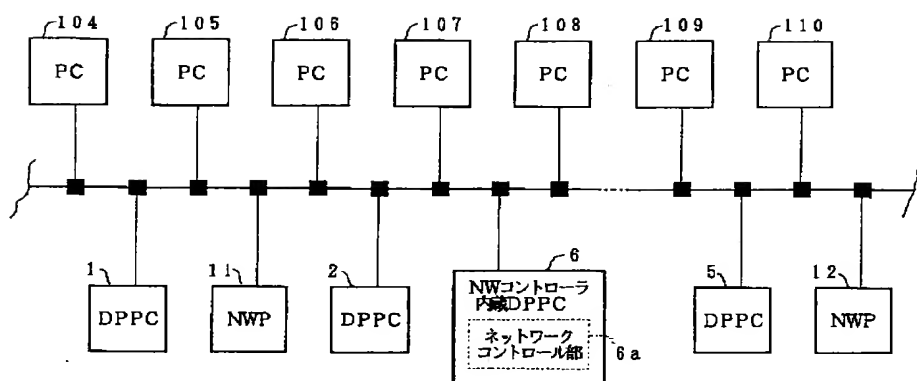 104 105 106 107 108 109 110
PC PC PC PC PC PC PC
1 11 2 6 5 12
DPPC NWP DPPC NWコントローラ DPPC NWP
内蔵DPPC
ネットワーク
コントロール部
6a